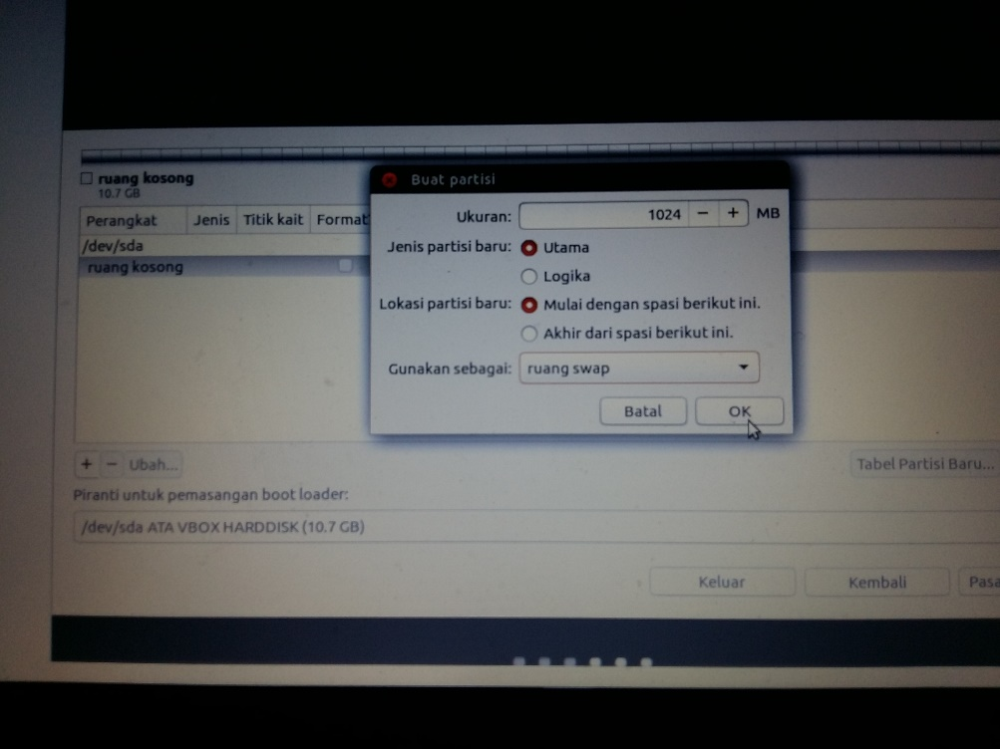 ruang kosong
10.7 GB
Perangkat Jenis Titik kait Format
/dev/sda
ruang kosong
Buat partisi
Ukuran: 1024 − + MB
Jenis partisi baru: Utama
Logika
Lokasi partisi baru: Mulai dengan spasi berikut ini.
Akhir dari spasi berikut ini.
Gunakan sebagai: ruang swap
Batal OK
+ − Ubah... Tabel Partisi Baru...
Piranti untuk pemasangan boot loader:
/dev/sda ATA VBOX HARDDISK (10.7 GB)
Keluar Kembali Pasa